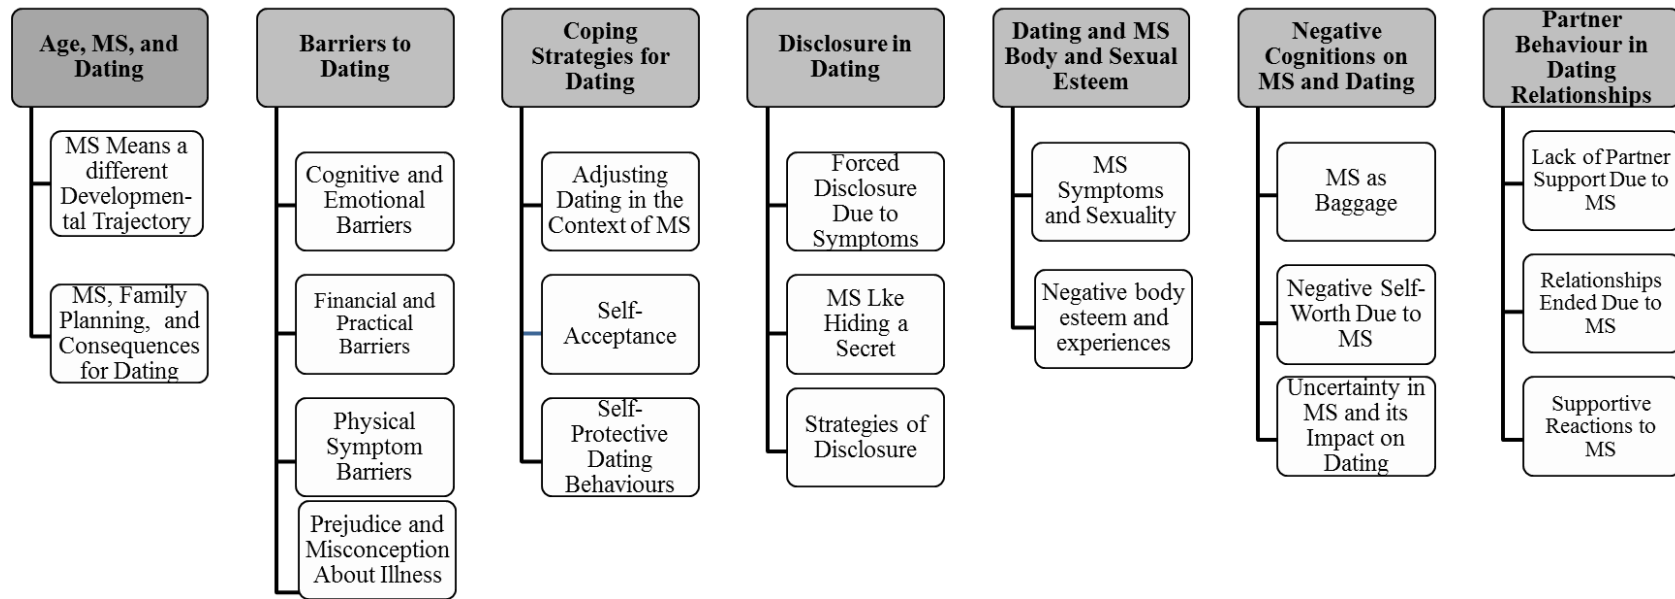 Age, MS, and
Dating
MS Means a
different
Developmen-
tal Trajectory
MS, Family
Planning, and
Consequences
for Dating
Barriers to
Dating
Cognitive and
Emotional
Barriers
Financial and
Practical
Barriers
Physical
Symptom
Barriers
Prejudice and
Misconception
About Illness
Coping
Strategies for
Dating
Adjusting
Dating in the
Context of MS
Self-
Acceptance
Self-
Protective
Dating
Behaviours
Disclosure in
Dating
Forced
Disclosure
Due to
Symptoms
MS Lke
Hiding a
Secret
Strategies of
Disclosure
Dating and MS
Body and Sexual
Esteem
MS
Symptoms
and Sexuality
Negative body
esteem and
experiences
Negative
Cognitions on
MS and Dating
MS as
Baggage
Negative Self-
Worth Due to
MS
Uncertainty in
MS and its
Impact on
Dating
Partner
Behaviour in
Dating
Relationships
Lack of Partner
Support Due to
MS
Relationships
Ended Due to
MS
Supportive
Reactions to
MS